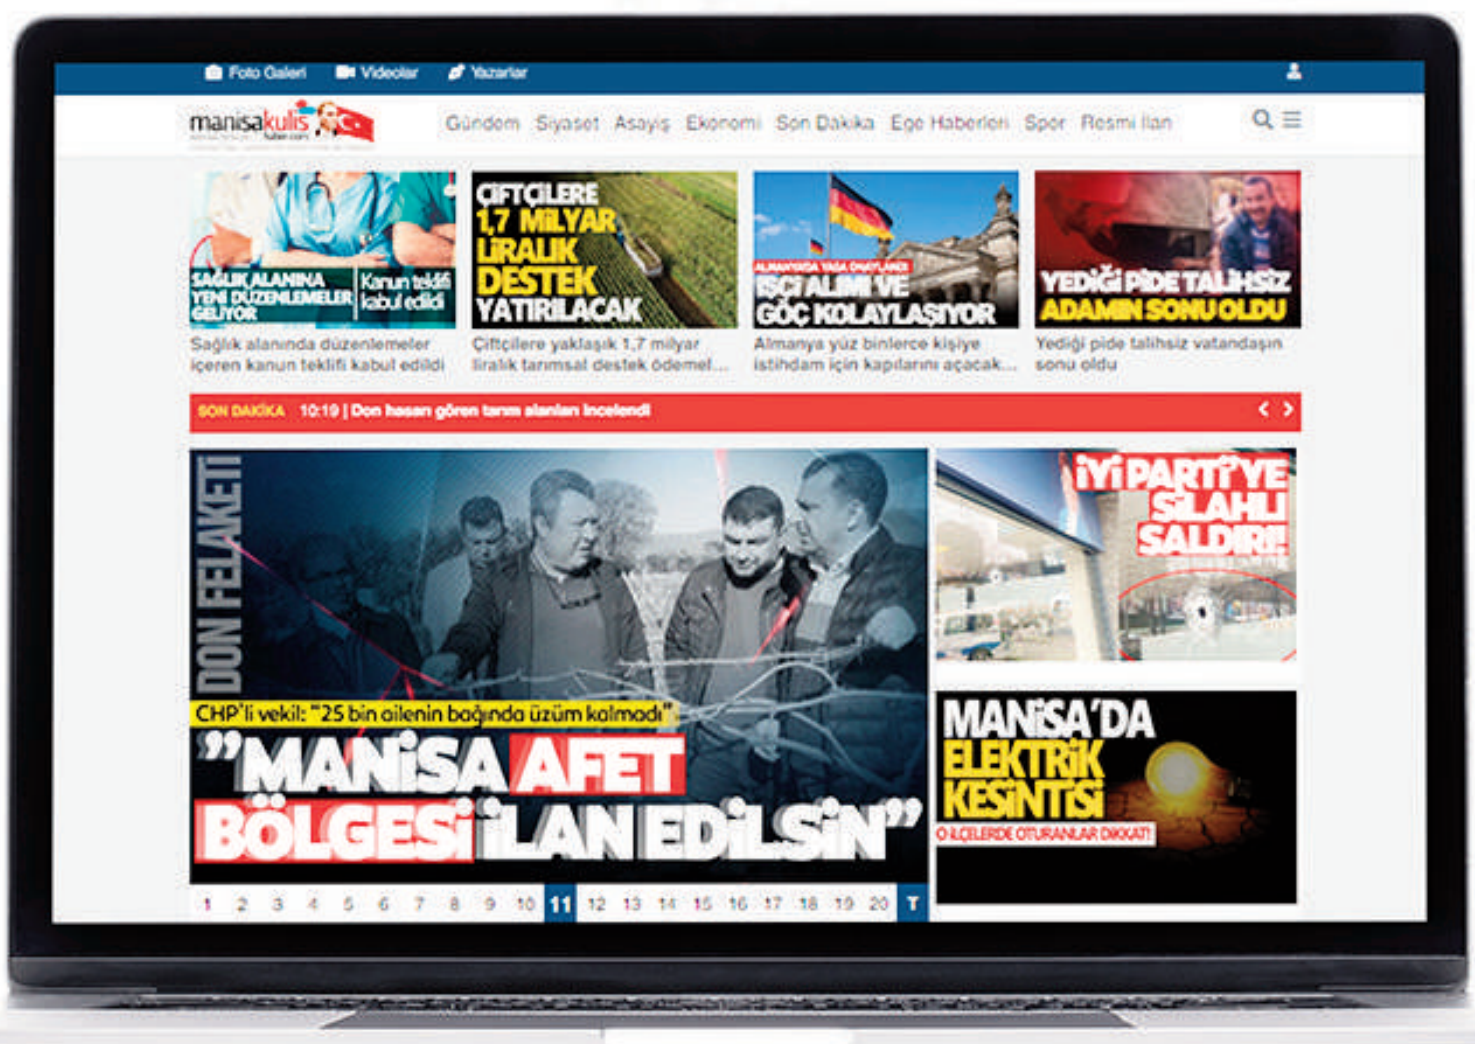 Foto Galeri Videolar Yazarlar
manisakulis
haber.com
Gündem Siyaset Asayiş Ekonomi Son Dakika Ege Haberleri Spor Resmi İlan
SAĞLIK ALANINA
YENİ DÜZENLEMELER
GELİYOR
Kanun teklifi
kabul edildi
Sağlık alanında düzenlemeler
içeren kanun teklifi kabul edildi
ÇİFTÇİLERE
1,7 MİLYAR
LİRALIK
DESTEK
YATIRILACAK
Çiftçilere yaklaşık 1,7 milyar
liralık tarımsal destek ödemel...
ALMANYA'DA YASA ONAYLANDI
İŞÇİ ALIMI VE
GÖÇ KOLAYLAŞIYOR
Almanya yüz binlerce kişiye
istihdam için kapılarını açacak...
YEDİĞİ PİDE TALİHSİZ
ADAMIN SONU OLDU
Yediği pide talihsiz vatandaşın
sonu oldu
SON DAKİKA 10:19 | Don hasarı gören tarım alanları incelendi
DON FELAKETİ
CHP'li vekil: "25 bin ailenin bağında üzüm kalmadı"
"MANİSA AFET
BÖLGESİ İLAN EDİLSİN"
1 2 3 4 5 6 7 8 9 10 11 12 13 14 15 16 17 18 19 20 T
İYİ PARTİ'YE
SİLAHLI
SALDIRI!
MANİSA'DA
ELEKTRİK
KESİNTİSİ
O İLÇELERDE OTURANLAR DİKKAT!